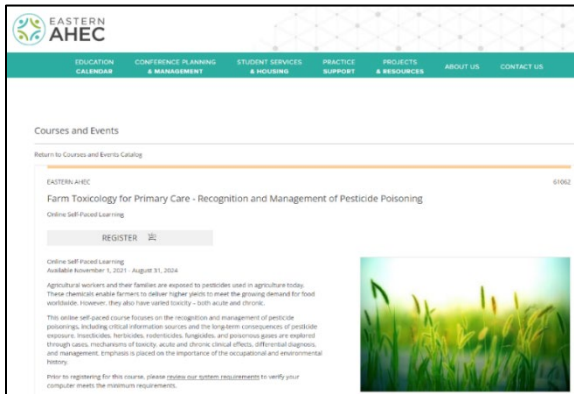 EASTERN
AHEC
EDUCATION
CALENDAR
CONFERENCE PLANNING
& MANAGEMENT
STUDENT SERVICES
& HOUSING
PRACTICE
SUPPORT
PROJECTS
& RESOURCES
ABOUT US
CONTACT US
Courses and Events
Return to Courses and Events Catalog
EASTERN AHEC
61062
Farm Toxicology for Primary Care - Recognition and Management of Pesticide Poisoning
Online Self-Paced Learning
REGISTER
Online Self-Paced Learning
Available November 1, 2021 - August 31, 2024
Agricultural workers and their families are exposed to pesticides used in agriculture today.
These chemicals enable farmers to deliver higher yields to meet the growing demand for food
worldwide. However, they also have varied toxicity - both acute and chronic.
This online self-paced course focuses on the recognition and management of pesticide
poisonings, including critical information sources and the long-term consequences of pesticide
exposure. Insecticides, herbicides, rodenticides, fungicides, and poisonous gases are explored
through cases, mechanisms of toxicity, acute and chronic clinical effects, differential diagnosis,
and management. Emphasis is placed on the importance of the occupational and environmental
history.
Prior to registering for this course, please review our system requirements to verify your
computer meets the minimum requirements.